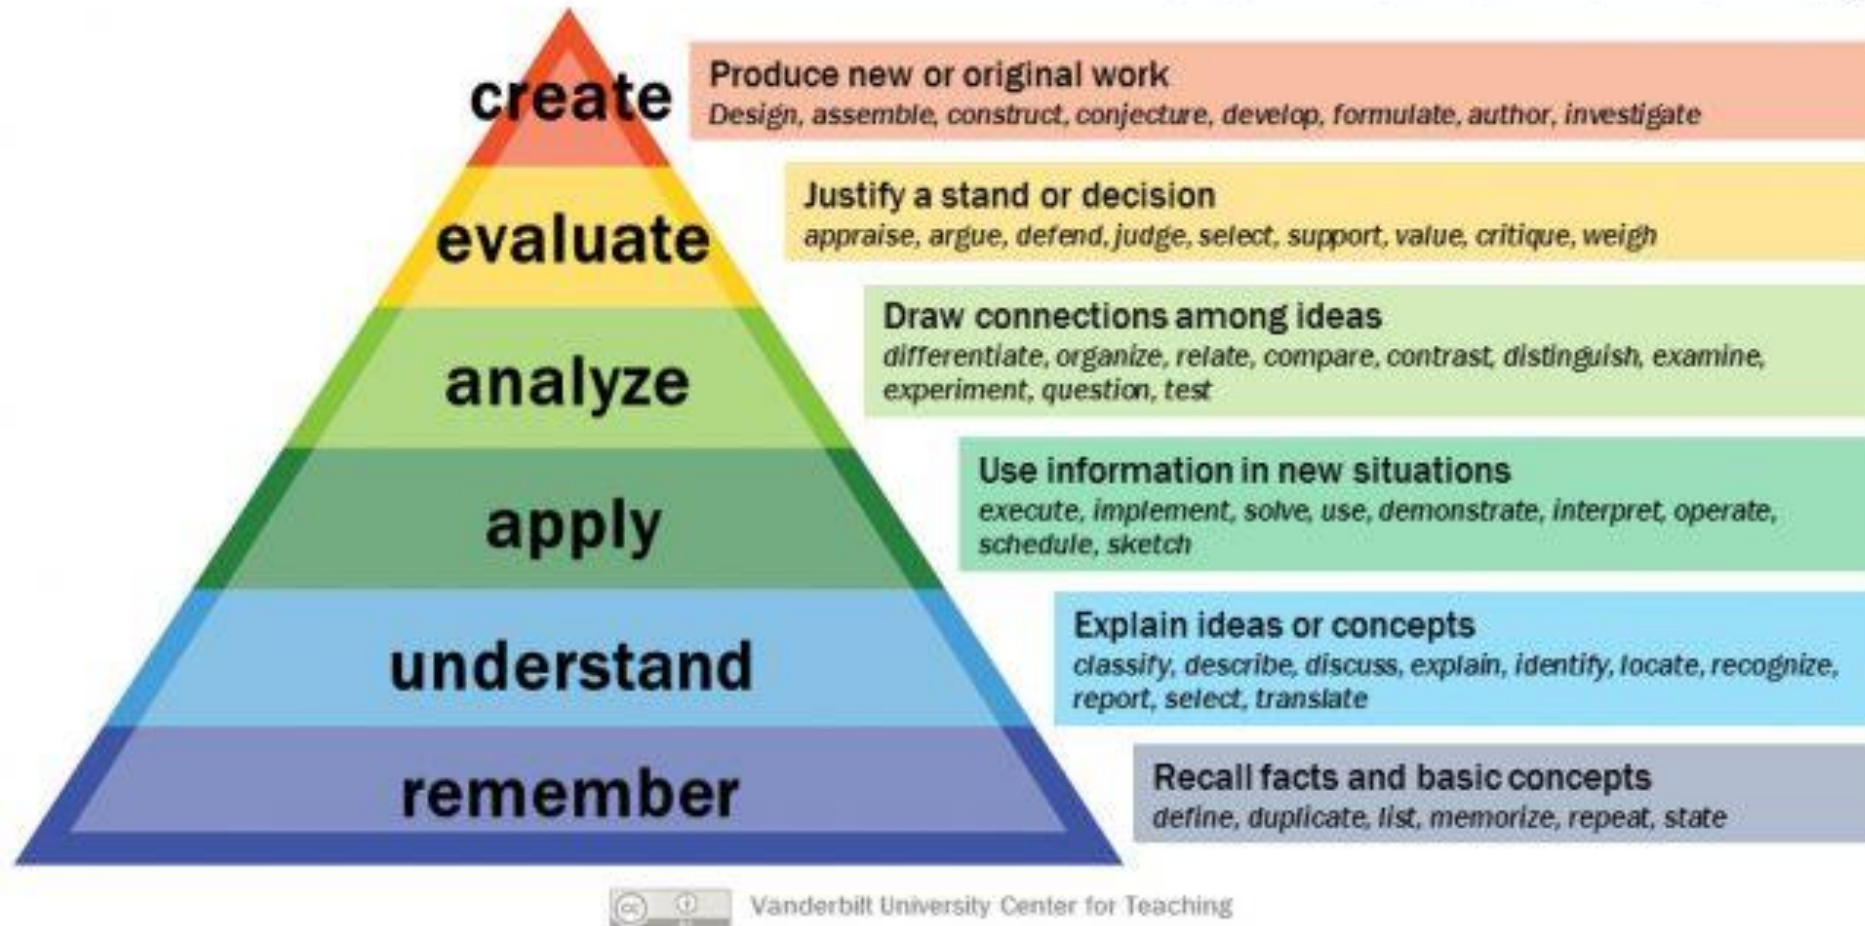 create
Produce new or original work
Design, assemble, construct, conjecture, develop, formulate, author, investigate
evaluate
Justify a stand or decision
appraise, argue, defend, judge, select, support, value, critique, weigh
analyze
Draw connections among ideas
differentiate, organize, relate, compare, contrast, distinguish, examine,
experiment, question, test
apply
Use information in new situations
execute, implement, solve, use, demonstrate, interpret, operate,
schedule, sketch
understand
Explain ideas or concepts
classify, describe, discuss, explain, identify, locate, recognize,
report, select, translate
remember
Recall facts and basic concepts
define, duplicate, list, memorize, repeat, state
cc
Vanderbilt University Center for Teaching